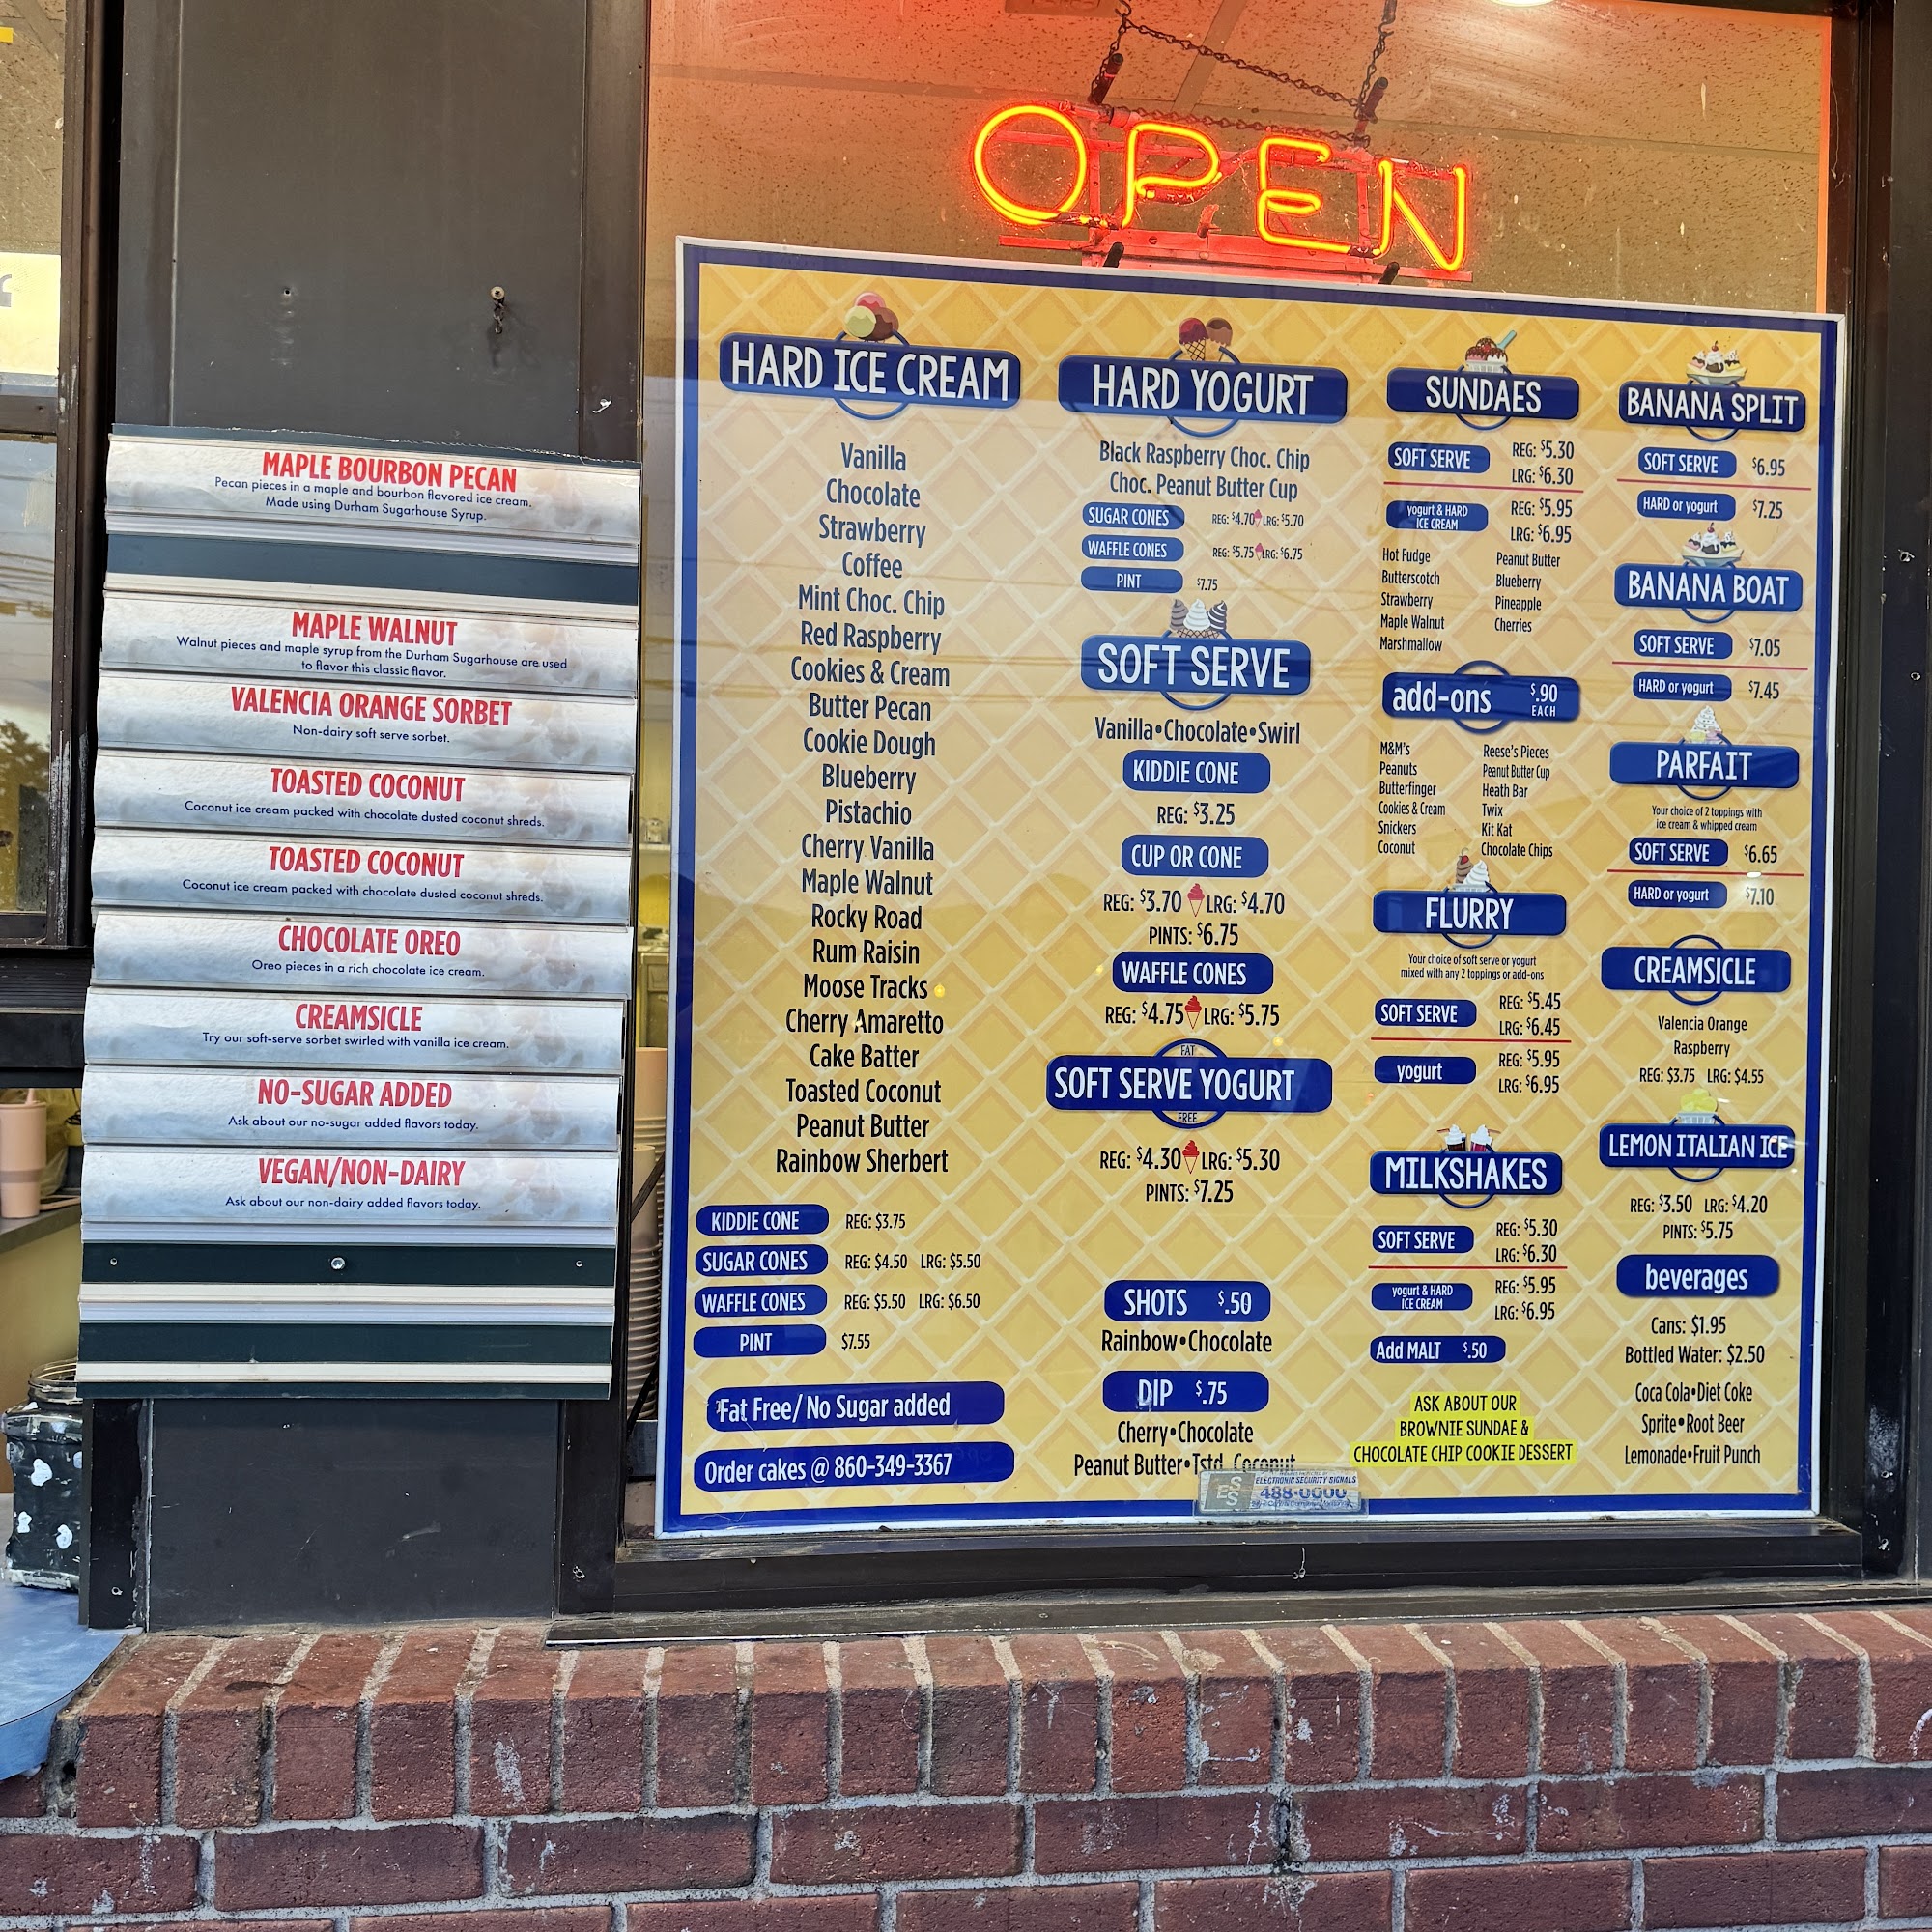 OPEN
MAPLE BOURBON PECAN
Pecan pieces in a maple and bourbon flavored ice cream.
Made using Durham Sugarhouse Syrup.
MAPLE WALNUT
Walnut pieces and maple syrup from the Durham Sugarhouse are used
to flavor this classic flavor.
VALENCIA ORANGE SORBET
Non-dairy soft serve sorbet.
TOASTED COCONUT
Coconut ice cream packed with chocolate dusted coconut shreds.
TOASTED COCONUT
Coconut ice cream packed with chocolate dusted coconut shreds.
CHOCOLATE OREO
Oreo pieces in a rich chocolate ice cream.
CREAMSICLE
Try our soft-serve sorbet swirled with vanilla ice cream.
NO-SUGAR ADDED
Ask about our no-sugar added flavors today.
VEGAN/NON-DAIRY
Ask about our non-dairy added flavors today.
HARD ICE CREAM
Vanilla
Chocolate
Strawberry
Coffee
Mint Choc. Chip
Red Raspberry
Cookies & Cream
Butter Pecan
Cookie Dough
Blueberry
Pistachio
Cherry Vanilla
Maple Walnut
Rocky Road
Rum Raisin
Moose Tracks
Cherry Amaretto
Cake Batter
Toasted Coconut
Peanut Butter
Rainbow Sherbert
KIDDIE CONE REG: $3.75
SUGAR CONES REG: $4.50 LRG: $5.50
WAFFLE CONES REG: $5.50 LRG: $6.50
PINT $7.55
Fat Free/ No Sugar added
Order cakes @ 860-349-3367
HARD YOGURT
Black Raspberry Choc. Chip
Choc. Peanut Butter Cup
SUGAR CONES REG: $4.70 LRG: $5.70
WAFFLE CONES REG: $5.75 LRG: $6.75
PINT $7.75
SOFT SERVE
Vanilla•Chocolate•Swirl
KIDDIE CONE
REG: $3.25
CUP OR CONE
REG: $3.70 LRG: $4.70
PINTS: $6.75
WAFFLE CONES
REG: $4.75 LRG: $5.75
FAT
SOFT SERVE YOGURT
FREE
REG: $4.30 LRG: $5.30
PINTS: $7.25
SHOTS $.50
Rainbow•Chocolate
DIP $.75
Cherry•Chocolate
Peanut Butter•Tstd. Coconut
ESS
ELECTRONIC SECURITY SIGNALS
488-0000
SUNDAES
SOFT SERVE REG: $5.30
LRG: $6.30
yogurt & HARD
ICE CREAM
REG: $5.95
LRG: $6.95
Hot Fudge
Butterscotch
Strawberry
Maple Walnut
Marshmallow
Peanut Butter
Blueberry
Pineapple
Cherries
add-ons $.90
EACH
M&M's
Peanuts
Butterfinger
Cookies & Cream
Snickers
Coconut
Reese's Pieces
Peanut Butter Cup
Heath Bar
Twix
Kit Kat
Chocolate Chips
FLURRY
Your choice of soft serve or yogurt
mixed with any 2 toppings or add-ons
SOFT SERVE REG: $5.45
LRG: $6.45
yogurt REG: $5.95
LRG: $6.95
MILKSHAKES
SOFT SERVE REG: $5.30
LRG: $6.30
yogurt & HARD
ICE CREAM
REG: $5.95
LRG: $6.95
Add MALT $.50
ASK ABOUT OUR
BROWNIE SUNDAE &
CHOCOLATE CHIP COOKIE DESSERT
BANANA SPLIT
SOFT SERVE $6.95
HARD or yogurt $7.25
BANANA BOAT
SOFT SERVE $7.05
HARD or yogurt $7.45
PARFAIT
Your choice of 2 toppings with
ice cream & whipped cream
SOFT SERVE $6.65
HARD or yogurt $7.10
CREAMSICLE
Valencia Orange
Raspberry
REG: $3.75 LRG: $4.55
LEMON ITALIAN ICE
REG: $3.50 LRG: $4.20
PINTS: $5.75
beverages
Cans: $1.95
Bottled Water: $2.50
Coca Cola•Diet Coke
Sprite•Root Beer
Lemonade•Fruit Punch